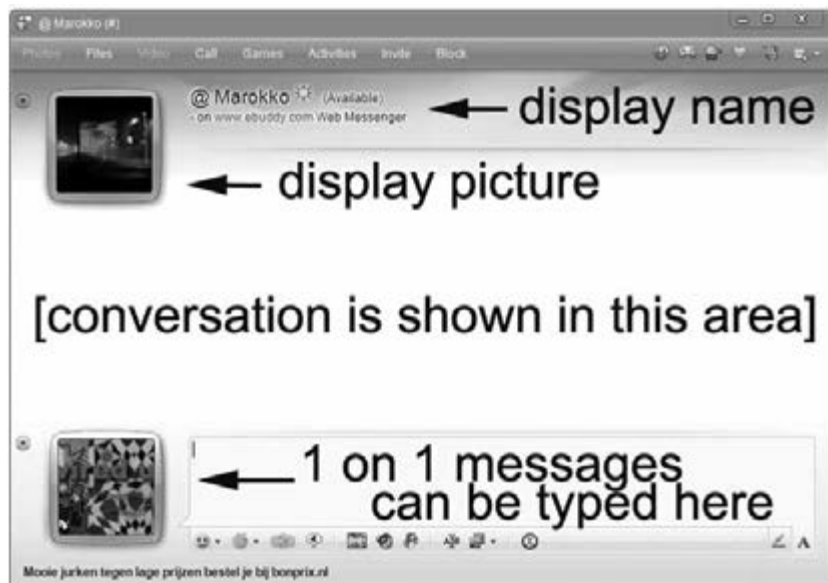 @ Marokko (#)
Photos Files Video Call Games Activities Invite Block
@ Marokko (Available)
- on www.ebuddy.com Web Messenger
display name
display picture
[conversation is shown in this area]
1 on 1 messages
can be typed here
A
Mooie jurken tegen lage prijzen bestel je bij bonprix.nl